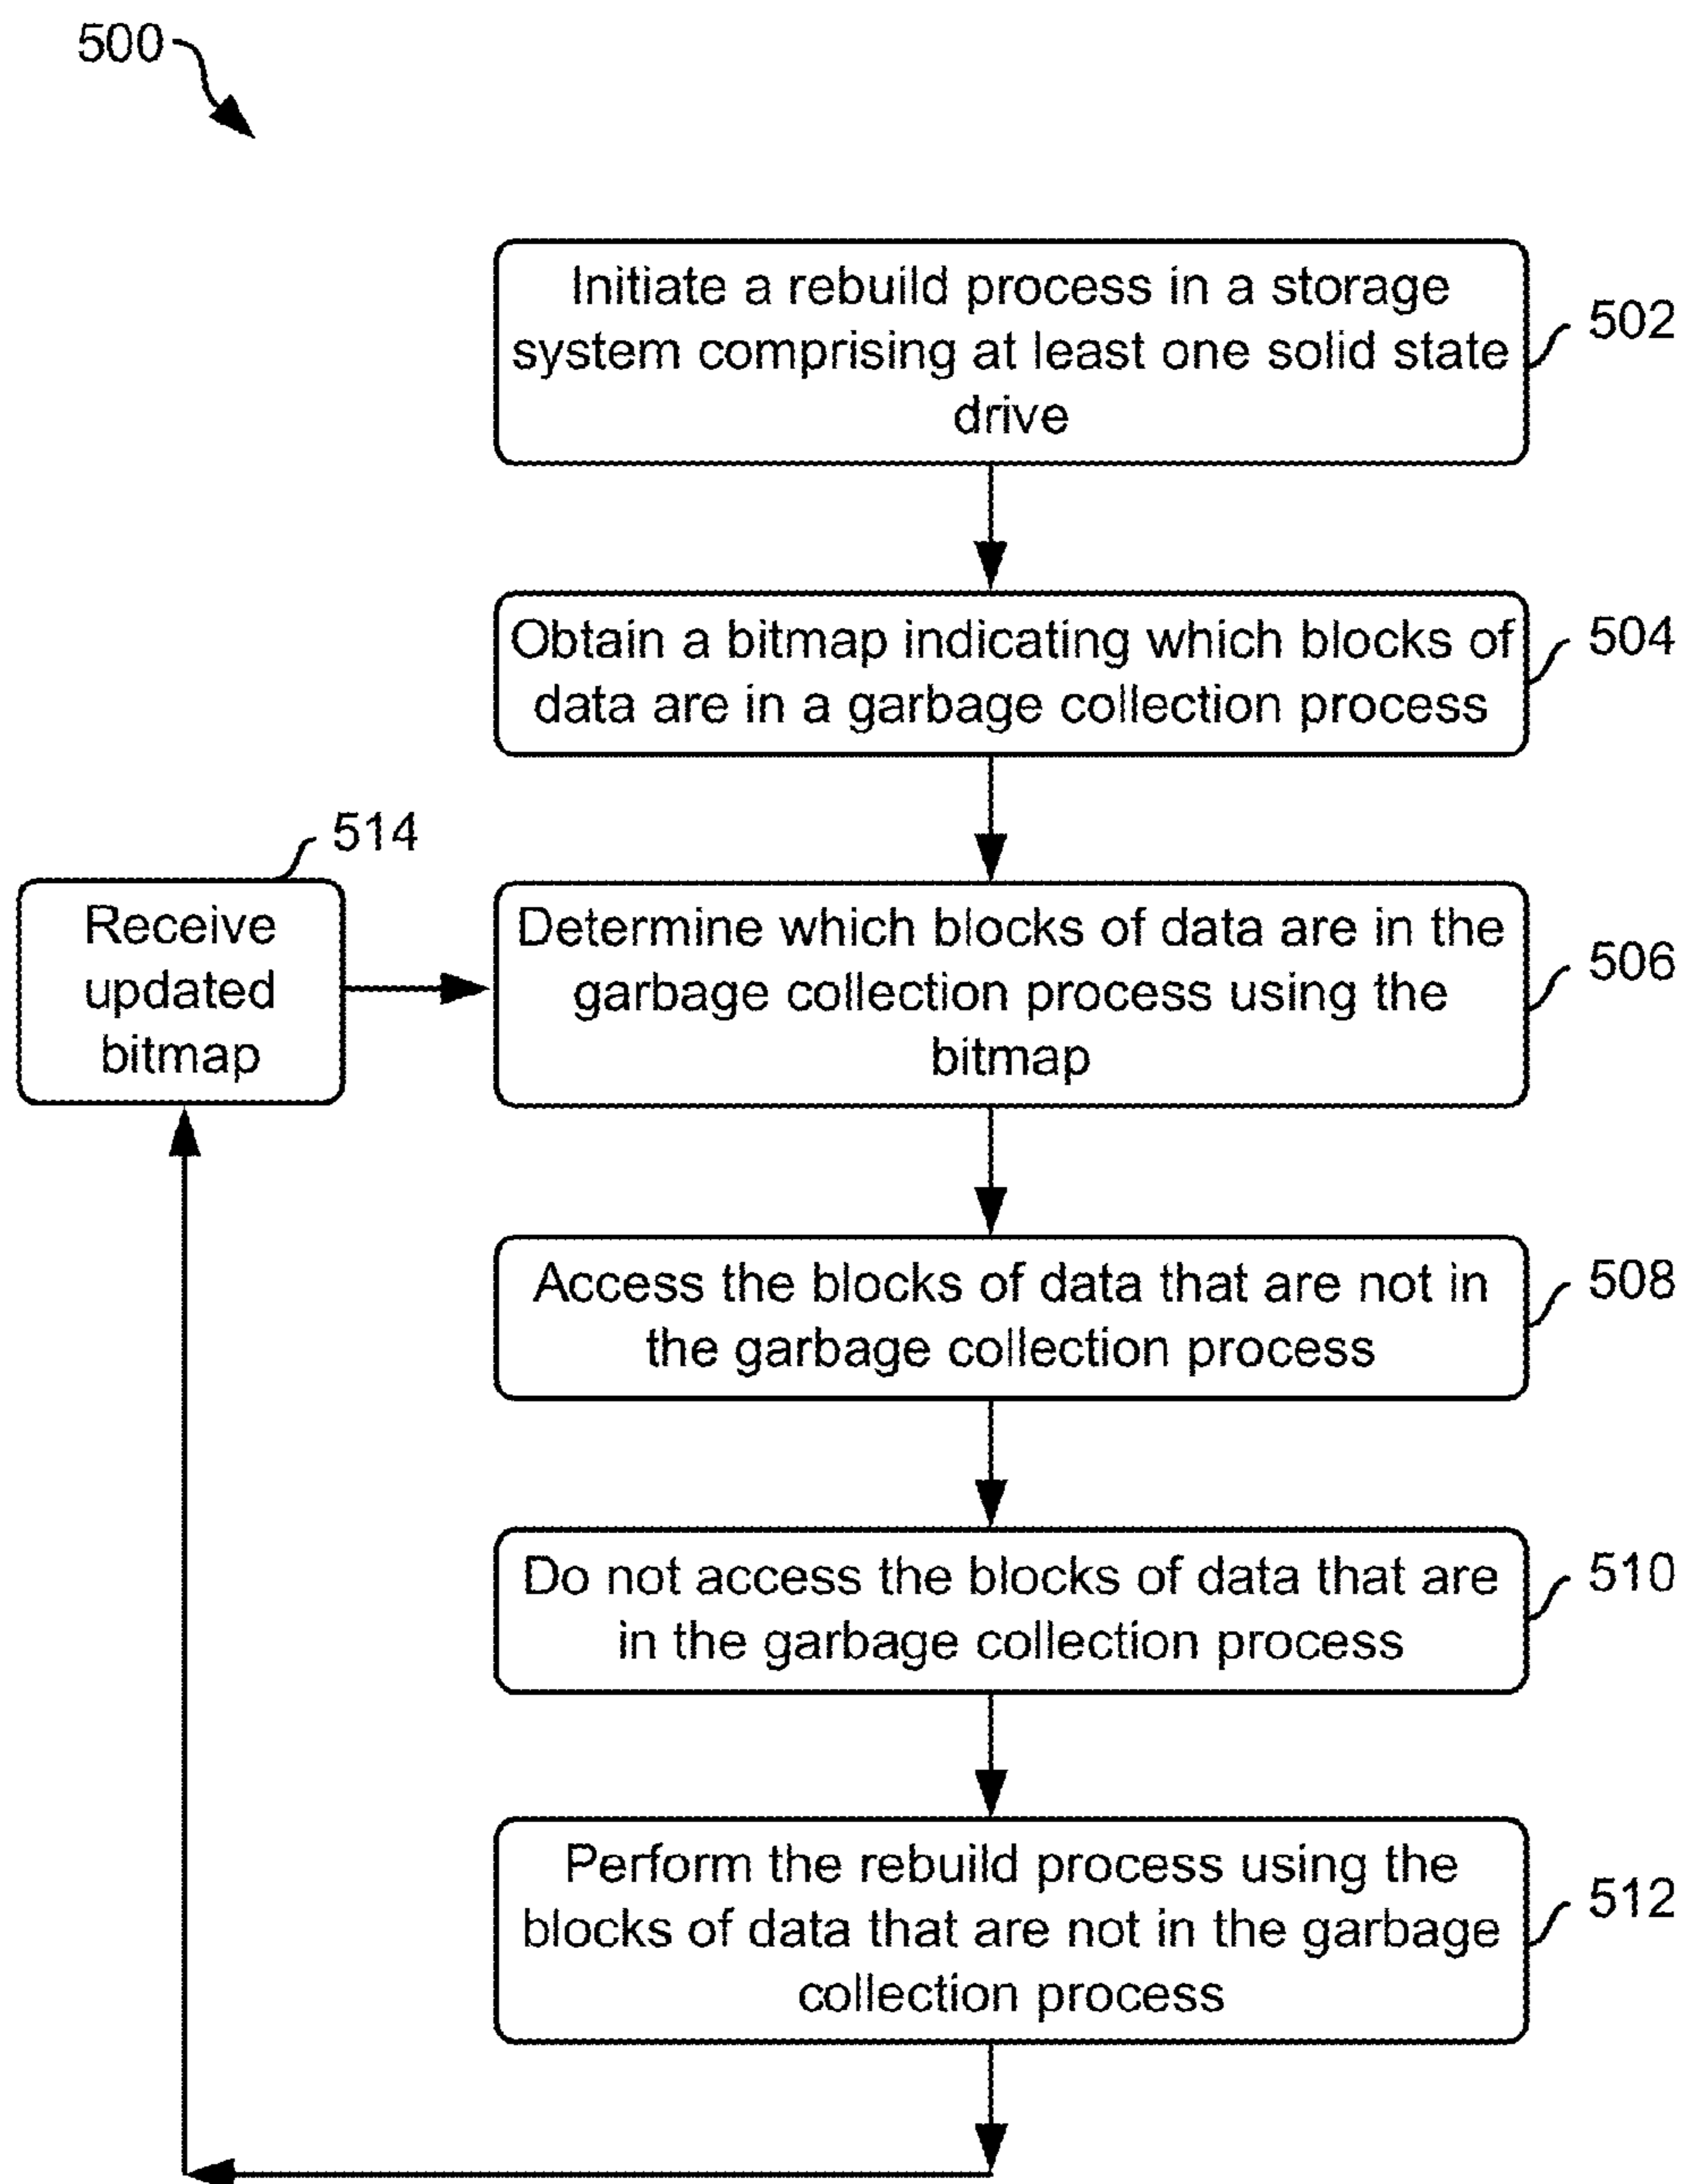 500
Initiate a rebuild process in a storage
system comprising at least one solid state
drive
502
Obtain a bitmap indicating which blocks of
data are in a garbage collection process
504
514
Receive
updated
bitmap
Determine which blocks of data are in the
garbage collection process using the
bitmap
506
Access the blocks of data that are not in
the garbage collection process
508
Do not access the blocks of data that are
in the garbage collection process
510
Perform the rebuild process using the
blocks of data that are not in the garbage
collection process
512